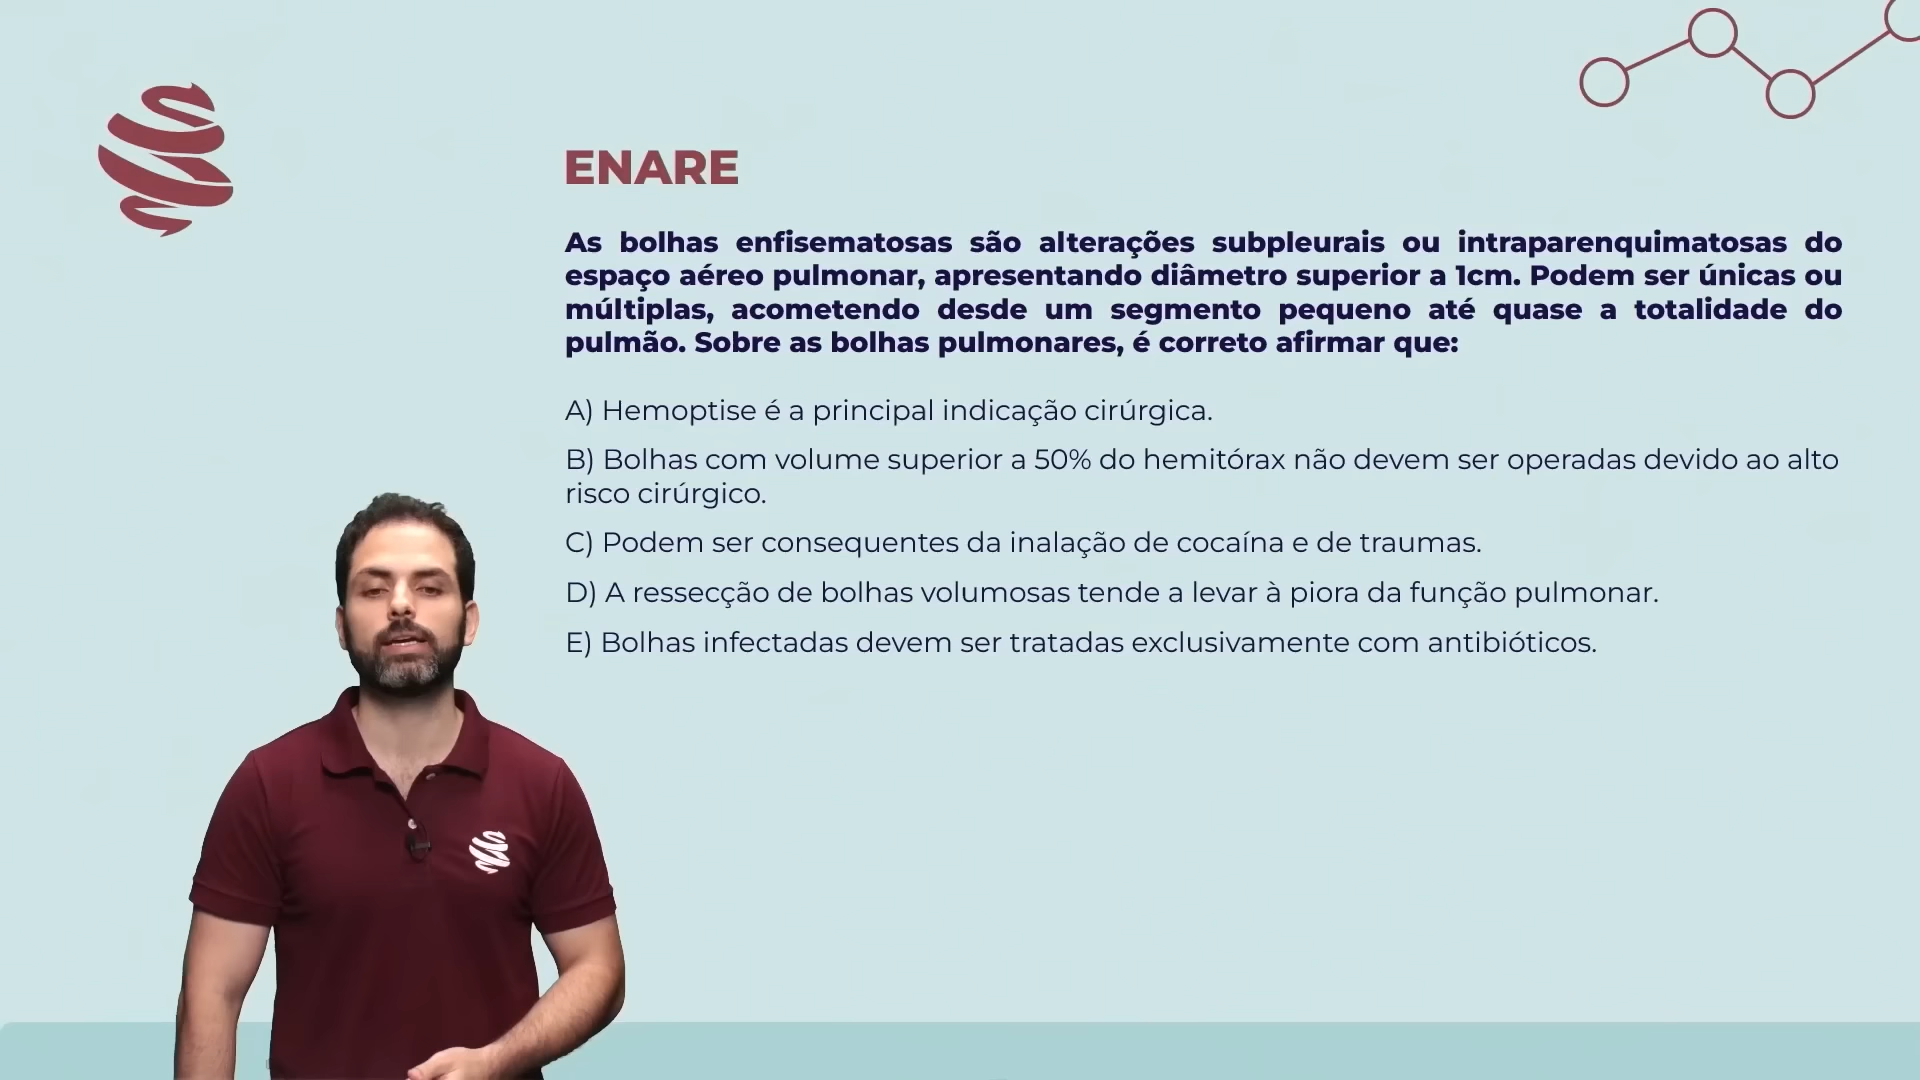 ENARE
As bolhas enfisematosas são alterações subpleurais ou intraparenquimatosas do
espaço aéreo pulmonar, apresentando diâmetro superior a 1cm. Podem ser únicas ou
múltiplas, acometendo desde um segmento pequeno até quase a totalidade do
pulmão. Sobre as bolhas pulmonares, é correto afirmar que:
A) Hemoptise é a principal indicação cirúrgica.
B) Bolhas com volume superior a 50% do hemitórax não devem ser operadas devido ao alto
risco cirúrgico.
C) Podem ser consequentes da inalação de cocaína e de traumas.
D) A ressecção de bolhas volumosas tende a levar à piora da função pulmonar.
E) Bolhas infectadas devem ser tratadas exclusivamente com antibióticos.